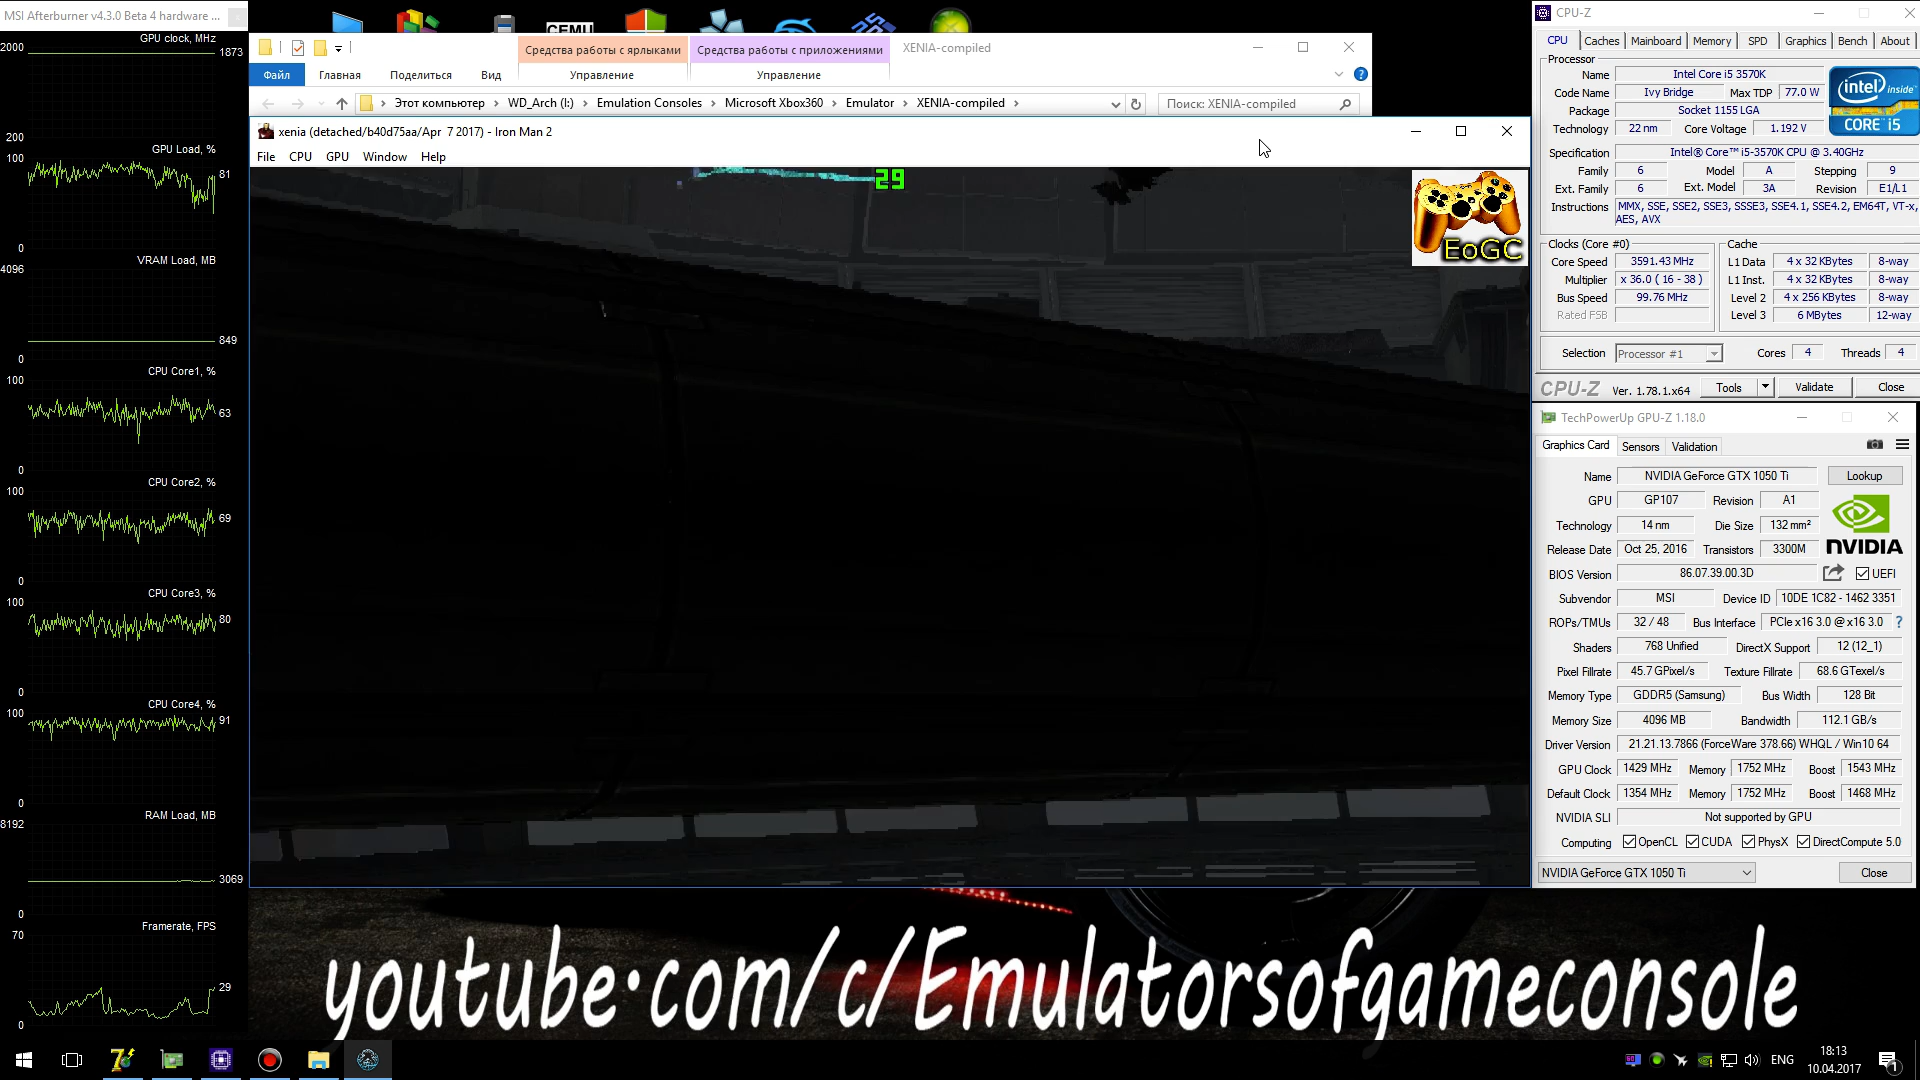 MSI Afterburner v4.3.0 Beta 4 hardware ...
GPU clock, MHz
2000
1873
200
GPU Load, %
100
81
0
VRAM Load, MB
4096
849
0
CPU Core1, %
100
63
0
CPU Core2, %
100
69
0
CPU Core3, %
100
80
0
CPU Core4, %
100
91
0
RAM Load, MB
8192
3069
0
Framerate, FPS
70
29
0
CEMU
Средства работы с ярлыками
Средства работы с приложениями
XENIA-compiled
Файл
Главная
Поделиться
Вид
Управление
Управление
Этот компьютер
WD_Arch (I:)
Emulation Consoles
Microsoft Xbox360
Emulator
XENIA-compiled
Поиск: XENIA-compiled
xenia (detached/b40d75aa/Apr 7 2017) - Iron Man 2
File CPU GPU Window Help
29
EoGC
CPU-Z
CPU Caches Mainboard Memory SPD Graphics Bench About
Processor
Name Intel Core i5 3570K
Code Name Ivy Bridge Max TDP 77.0 W
Package Socket 1155 LGA
Technology 22 nm Core Voltage 1.192 V
intel inside™
CORE i5
Specification Intel® Core™ i5-3570K CPU @ 3.40GHz
Family 6 Model A Stepping 9
Ext. Family 6 Ext. Model 3A Revision E1/L1
Instructions MMX, SSE, SSE2, SSE3, SSSE3, SSE4.1, SSE4.2, EM64T, VT-x,
AES, AVX
Clocks (Core #0)
Core Speed 3591.43 MHz
Multiplier x 36.0 ( 16 - 38 )
Bus Speed 99.76 MHz
Rated FSB
Cache
L1 Data 4 x 32 KBytes 8-way
L1 Inst. 4 x 32 KBytes 8-way
Level 2 4 x 256 KBytes 8-way
Level 3 6 MBytes 12-way
Selection Processor #1 Cores 4 Threads 4
CPU-Z Ver. 1.78.1.x64 Tools Validate Close
TechPowerUp GPU-Z 1.18.0
Graphics Card Sensors Validation
Name NVIDIA GeForce GTX 1050 Ti Lookup
GPU GP107 Revision A1
Technology 14 nm Die Size 132 mm²
Release Date Oct 25, 2016 Transistors 3300M
NVIDIA
BIOS Version 86.07.39.00.3D UEFI
Subvendor MSI Device ID 10DE 1C82 - 1462 3351
ROPs/TMUs 32 / 48 Bus Interface PCIe x16 3.0 @ x16 3.0 ?
Shaders 768 Unified DirectX Support 12 (12_1)
Pixel Fillrate 45.7 GPixel/s Texture Fillrate 68.6 GTexel/s
Memory Type GDDR5 (Samsung) Bus Width 128 Bit
Memory Size 4096 MB Bandwidth 112.1 GB/s
Driver Version 21.21.13.7866 (ForceWare 378.66) WHQL / Win10 64
GPU Clock 1429 MHz Memory 1752 MHz Boost 1543 MHz
Default Clock 1354 MHz Memory 1752 MHz Boost 1468 MHz
NVIDIA SLI Not supported by GPU
Computing OpenCL CUDA PhysX DirectCompute 5.0
NVIDIA GeForce GTX 1050 Ti Close
youtube.com/c/Emulatorsofgameconsole
ENG
18:13
10.04.2017
1